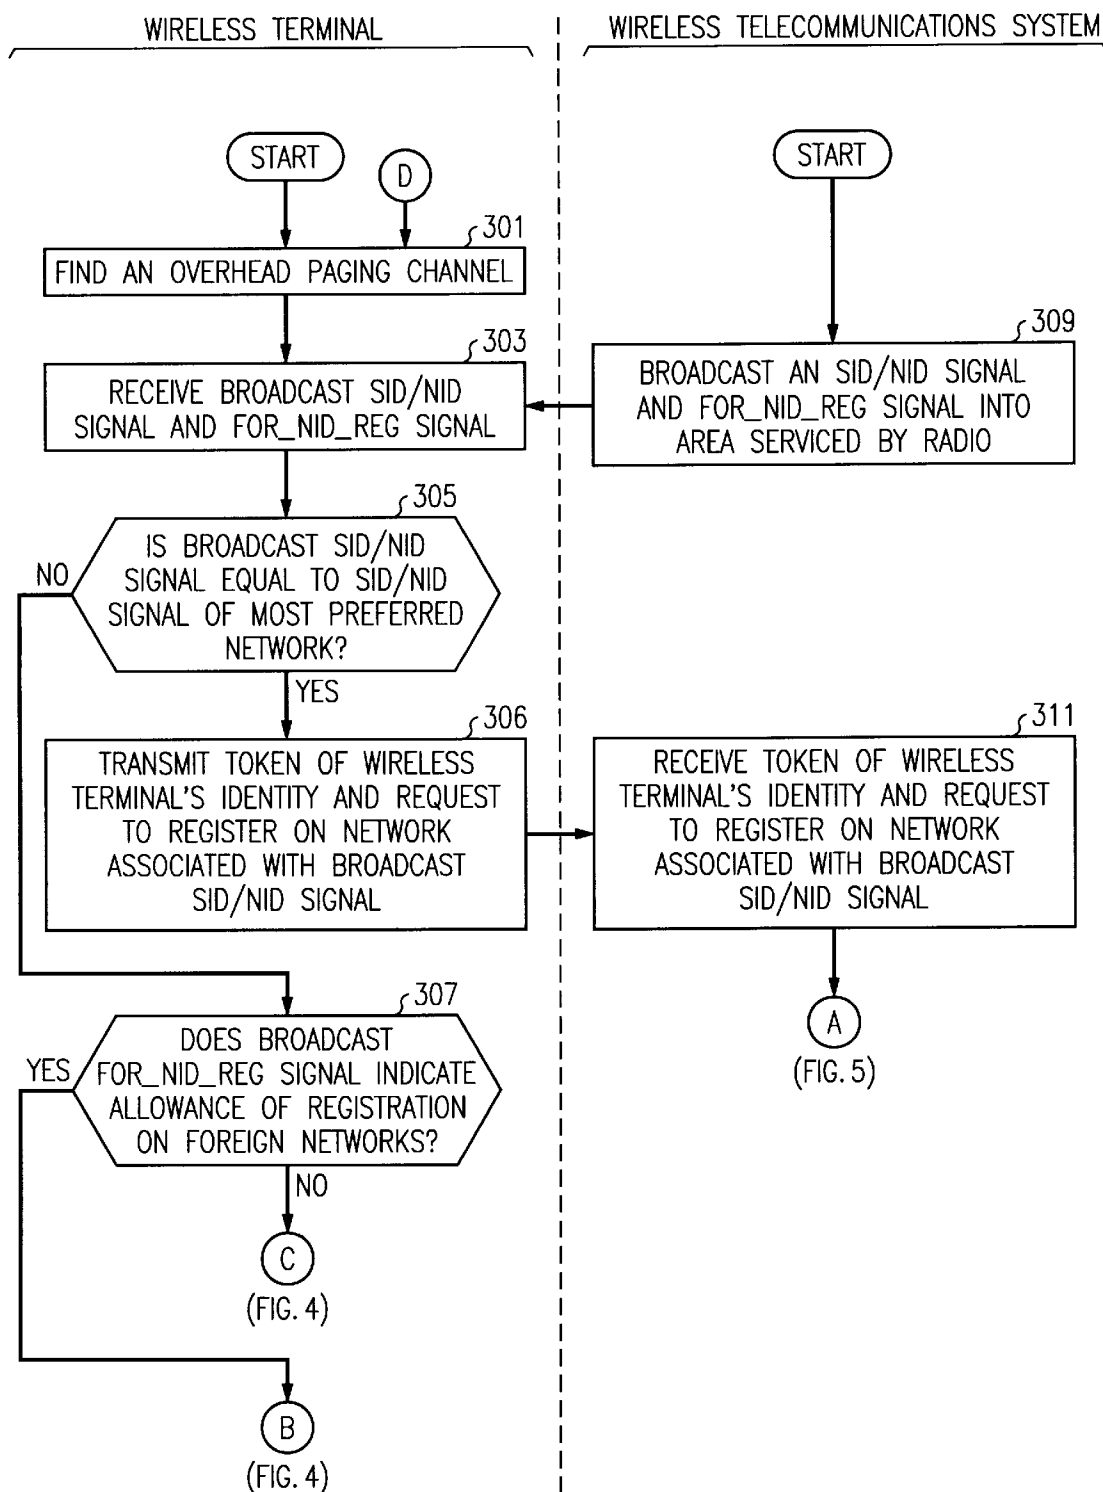 WIRELESS TERMINAL
WIRELESS TELECOMMUNICATIONS SYSTEM
START
D
START
301
FIND AN OVERHEAD PAGING CHANNEL
303
RECEIVE BROADCAST SID/NID
SIGNAL AND FOR_NID_REG SIGNAL
309
BROADCAST AN SID/NID SIGNAL
AND FOR_NID_REG SIGNAL INTO
AREA SERVICED BY RADIO
305
IS BROADCAST SID/NID
SIGNAL EQUAL TO SID/NID
SIGNAL OF MOST PREFERRED
NETWORK?
NO
YES
306
TRANSMIT TOKEN OF WIRELESS
TERMINAL'S IDENTITY AND REQUEST
TO REGISTER ON NETWORK
ASSOCIATED WITH BROADCAST
SID/NID SIGNAL
311
RECEIVE TOKEN OF WIRELESS
TERMINAL'S IDENTITY AND REQUEST
TO REGISTER ON NETWORK
ASSOCIATED WITH BROADCAST
SID/NID SIGNAL
A
(FIG. 5)
307
DOES BROADCAST
FOR_NID_REG SIGNAL INDICATE
ALLOWANCE OF REGISTRATION
ON FOREIGN NETWORKS?
YES
NO
C
(FIG. 4)
B
(FIG. 4)